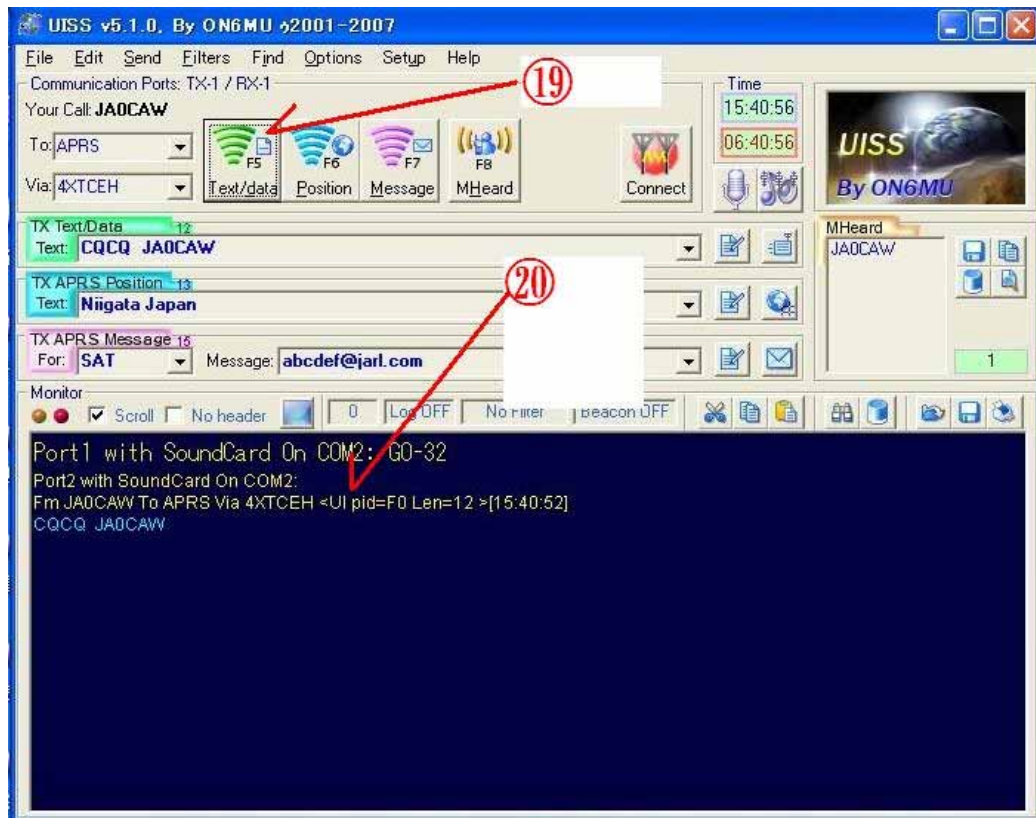 UISS v5.1.0, By ON6MU ל2001-2007
File Edit Send Filters Find Options Setup Help
⑲
Communication Ports: TX-1 / RX-1
Your Call: JA0CAW
To: APRS
Via: 4XTCEH
F5
Text/data
F6
Position
F7
Message
F8
MHeard
Connect
Time
15:40:56
06:40:56
UISS
By ON6MU
TX Text/Data 12
Text: CQCQ JA0CAW
MHeard
JA0CAW
1
TX APRS Position 13
Text: Niigata Japan
⑳
TX APRS Message 15
For: SAT Message: abcdef@jarl.com
Monitor
Scroll No header 0 Log OFF No Filter Beacon OFF
Port1 with SoundCard On COM2: GO-32
Port2 with SoundCard On COM2:
Fm JA0CAW To APRS Via 4XTCEH <UI pid=F0 Len=12 >[15:40:52]
CQCQ JA0CAW